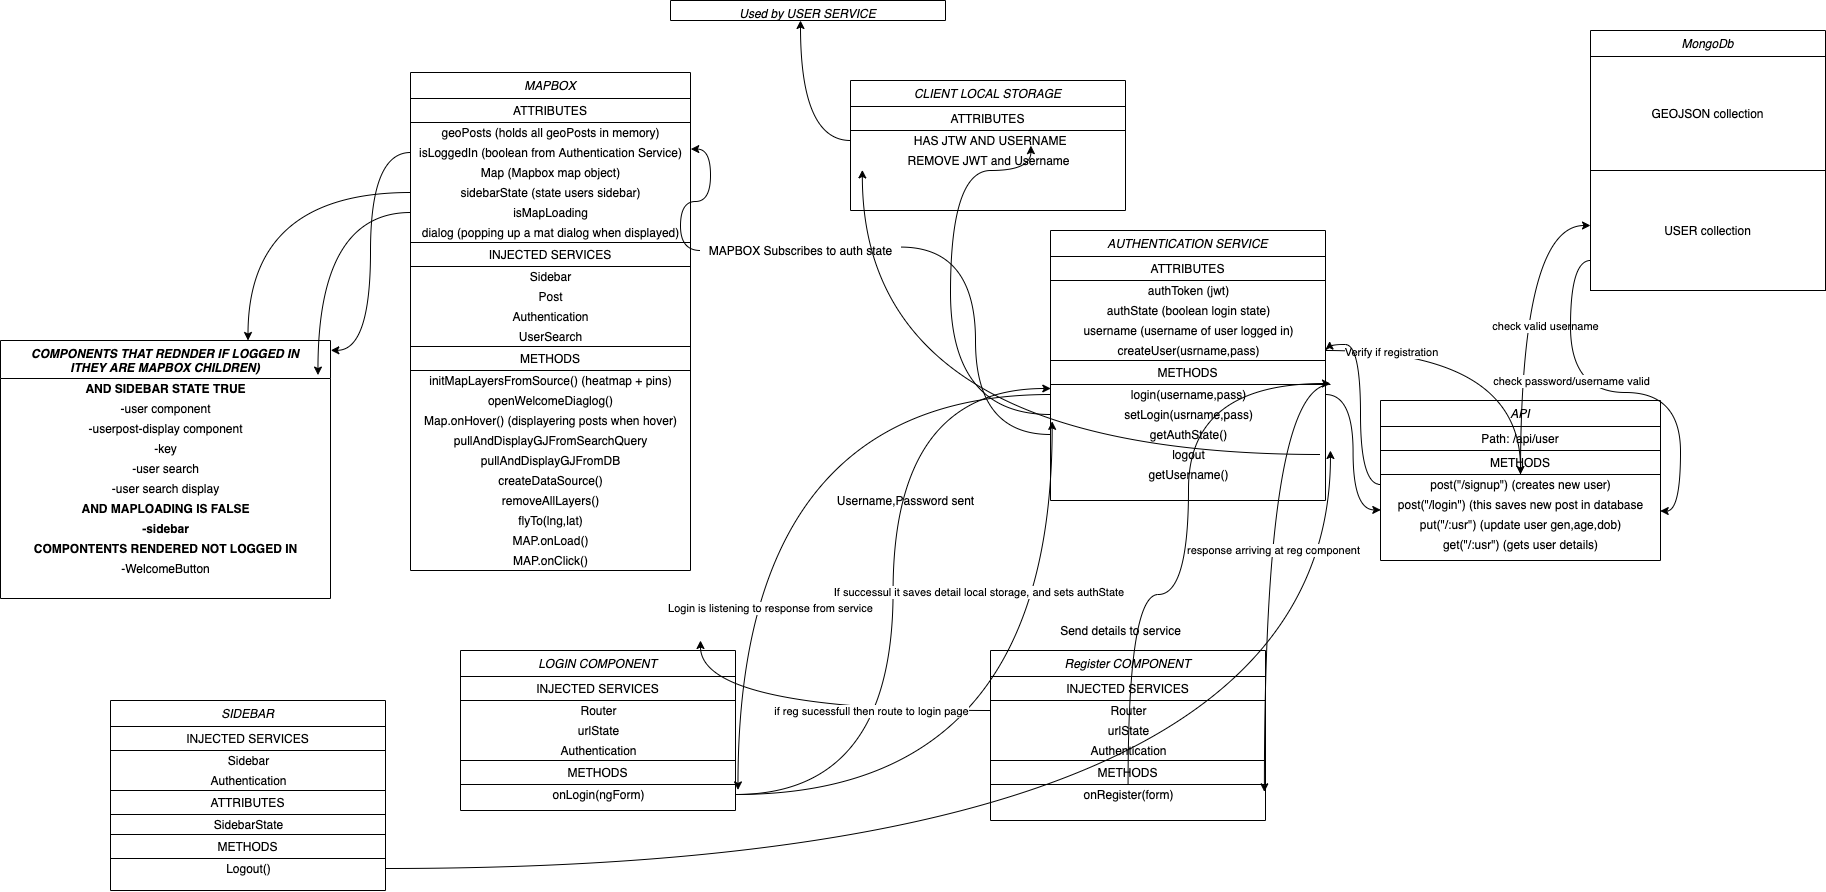 Used by USER SERVICE
MAPBOX
ATTRIBUTES
geoPosts (holds all geoPosts in memory)
isLoggedIn (boolean from Authentication Service)
Map (Mapbox map object)
sidebarState (state users sidebar)
isMapLoading
dialog (popping up a mat dialog when displayed)
INJECTED SERVICES
Sidebar
Post
Authentication
UserSearch
METHODS
initMapLayersFromSource() (heatmap + pins)
openWelcomeDiaglog()
Map.onHover() (displayering posts when hover)
pullAndDisplayGJFromSearchQuery
pullAndDisplayGJFromDB
createDataSource()
removeAllLayers()
flyTo(lng,lat)
MAP.onLoad()
MAP.onClick()
CLIENT LOCAL STORAGE
ATTRIBUTES
HAS JTW AND USERNAME
REMOVE JWT and Username
MongoDb
GEOJSON collection
USER collection
MAPBOX Subscribes to auth state
AUTHENTICATION SERVICE
ATTRIBUTES
authToken (jwt)
authState (boolean login state)
username (username of user logged in)
createUser(usrname,pass)
METHODS
login(username,pass)
setLogin(usrname,pass)
getAuthState()
logout
getUsername()
check valid username
Verify if registration
check password/username valid
API
Path: /api/user
METHODS
post("/signup") (creates new user)
post("/login") (this saves new post in database
put("/:usr") (update user gen,age,dob)
get("/:usr") (gets user details)
COMPONENTS THAT REDNDER IF LOGGED IN
(THEY ARE MAPBOX CHILDREN)
AND SIDEBAR STATE TRUE
-user component
-userpost-display component
-key
-user search
-user search display
AND MAPLOADING IS FALSE
-sidebar
COMPONTENTS RENDERED NOT LOGGED IN
-WelcomeButton
Username,Password sent
response arriving at reg component
If successul it saves detail local storage, and sets authState
Login is listening to response from service
Send details to service
LOGIN COMPONENT
INJECTED SERVICES
Router
urlState
Authentication
METHODS
onLogin(ngForm)
if reg sucessfull then route to login page
Register COMPONENT
INJECTED SERVICES
Router
urlState
Authentication
METHODS
onRegister(form)
SIDEBAR
INJECTED SERVICES
Sidebar
Authentication
ATTRIBUTES
SidebarState
METHODS
Logout()